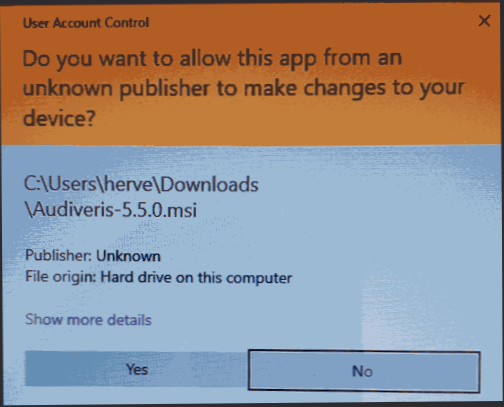 User Account Control
Do you want to allow this app from an
unknown publisher to make changes to your
device?
C:\Users\herve\Downloads
\Audiveris-5.5.0.msi
Publisher: Unknown
File origin: Hard drive on this computer
Show more details
Yes
No